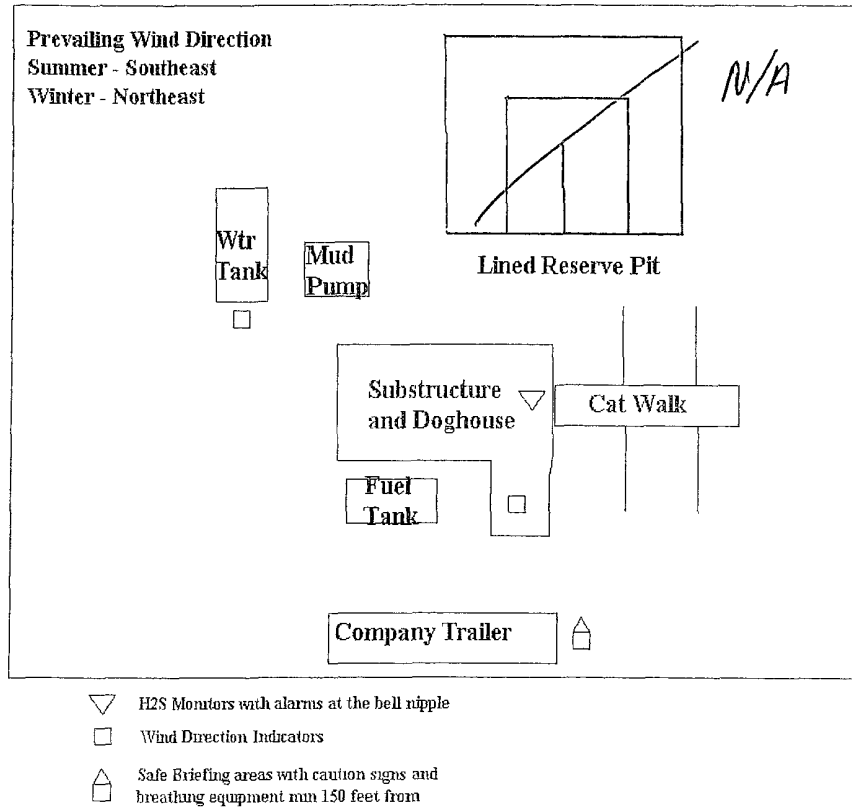 Prevailing Wind Direction
Summer - Southeast
Winter - Northeast
N/A
Wtr
Tank
Mud
Pump
Lined Reserve Pit
Substructure
and Doghouse
Cat Walk
Fuel
Tank
Company Trailer
H2S Monitors with alarms at the bell nipple
Wind Direction Indicators
Safe Briefing areas with caution signs and
breathing equipment min 150 feet from